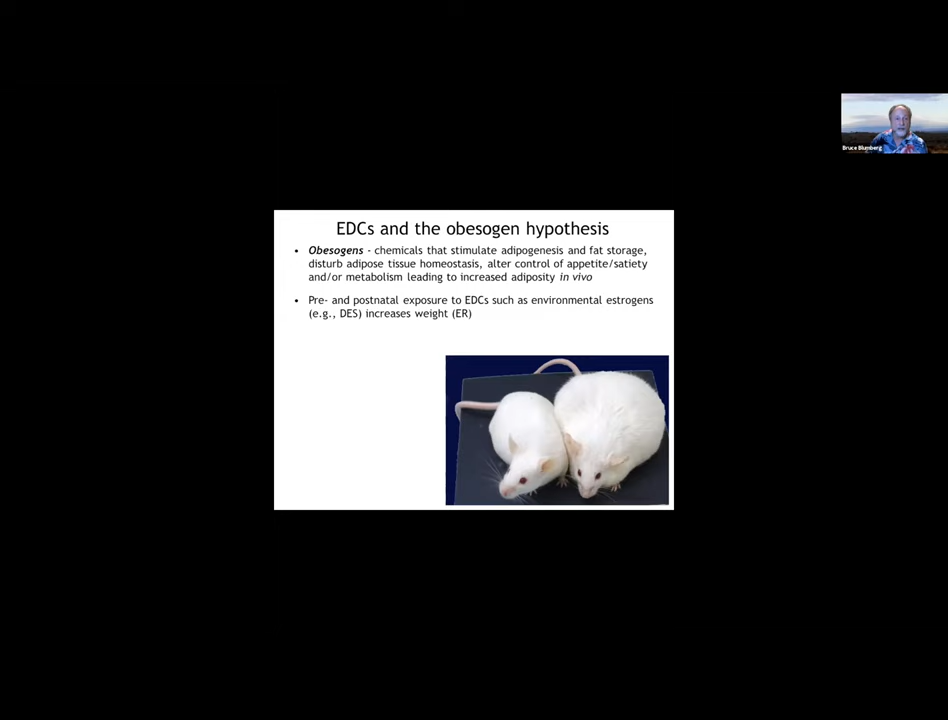 EDCs and the obesogen hypothesis
• Obesogens - chemicals that stimulate adipogenesis and fat storage,
disturb adipose tissue homeostasis, alter control of appetite/satiety
and/or metabolism leading to increased adiposity in vivo
• Pre- and postnatal exposure to EDCs such as environmental estrogens
(e.g., DES) increases weight (ER)
Bruce Blumberg